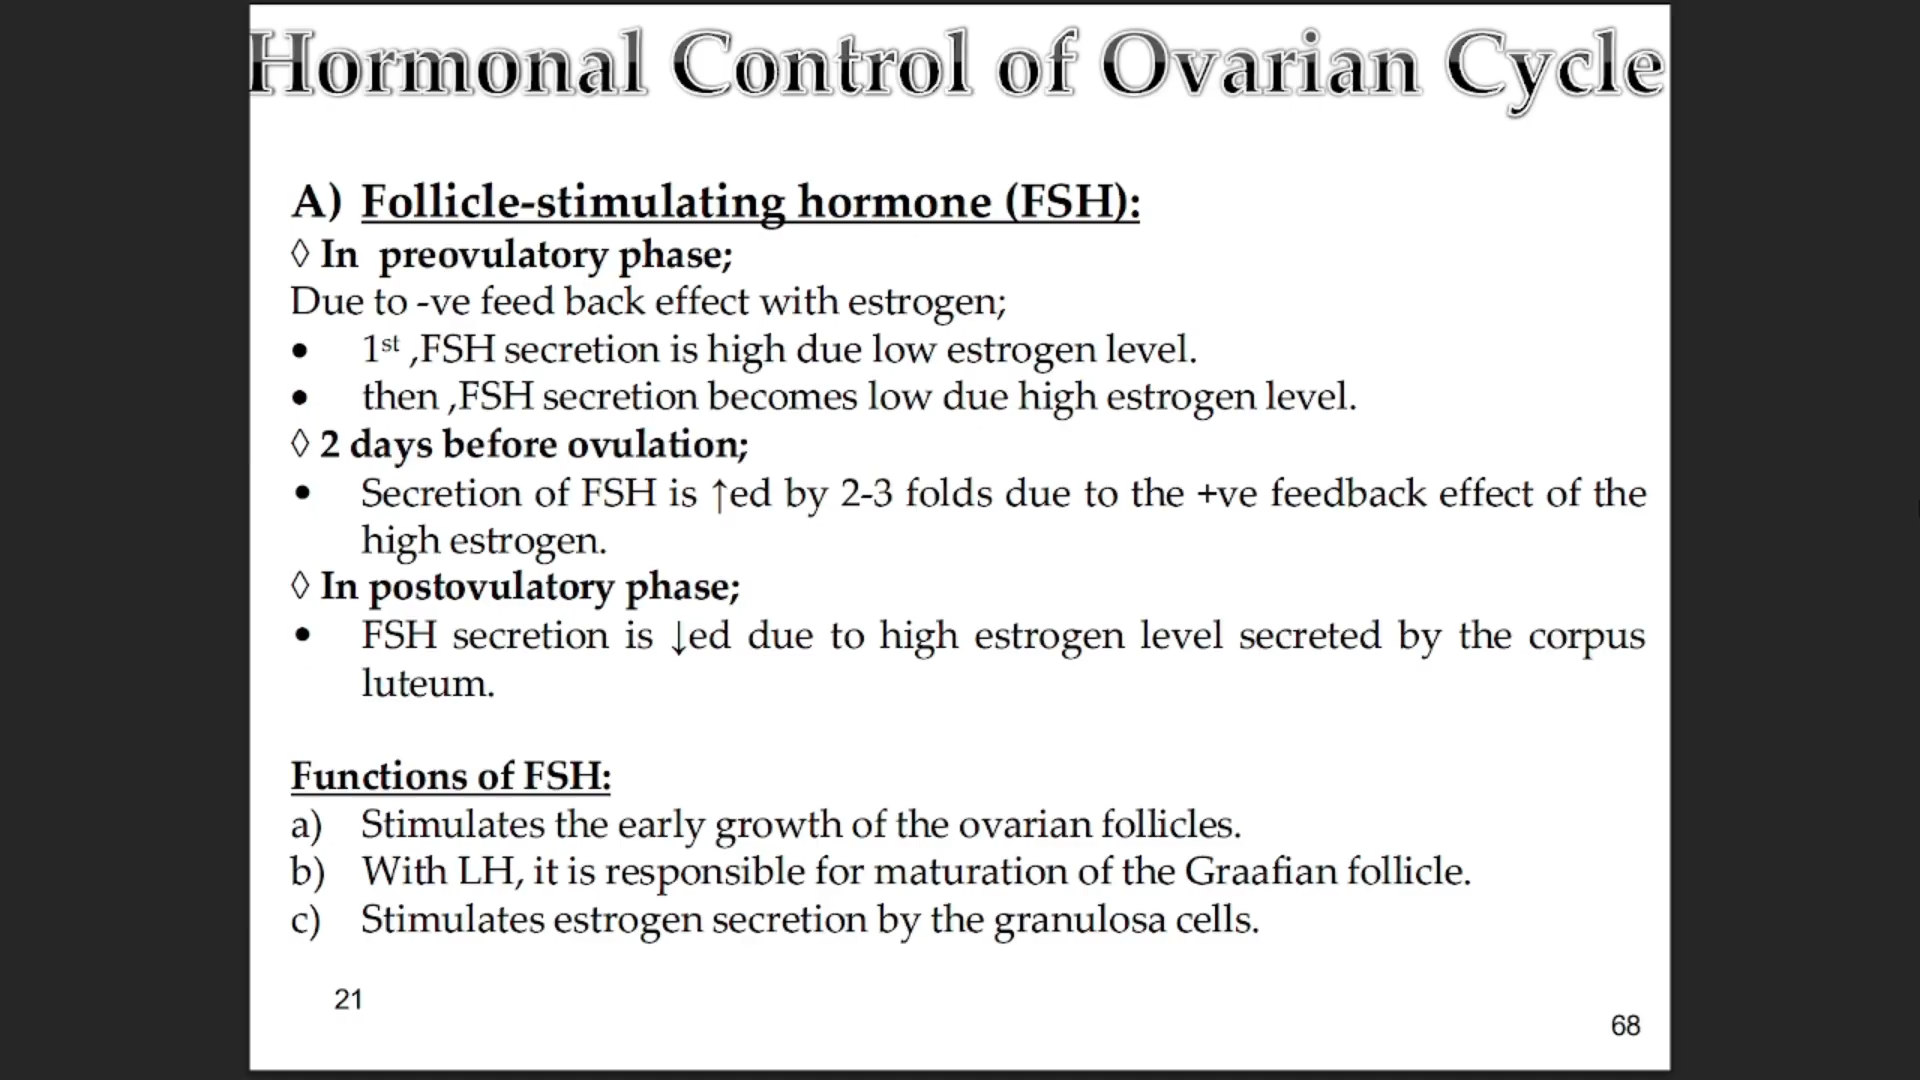 Hormonal Control of Ovarian Cycle
A) Follicle-stimulating hormone (FSH):
◊ In preovulatory phase;
Due to -ve feed back effect with estrogen;
• 1st ,FSH secretion is high due low estrogen level.
• then ,FSH secretion becomes low due high estrogen level.
◊ 2 days before ovulation;
• Secretion of FSH is ↑ed by 2-3 folds due to the +ve feedback effect of the
high estrogen.
◊ In postovulatory phase;
• FSH secretion is ↓ed due to high estrogen level secreted by the corpus
luteum.
Functions of FSH:
a) Stimulates the early growth of the ovarian follicles.
b) With LH, it is responsible for maturation of the Graafian follicle.
c) Stimulates estrogen secretion by the granulosa cells.
21
68